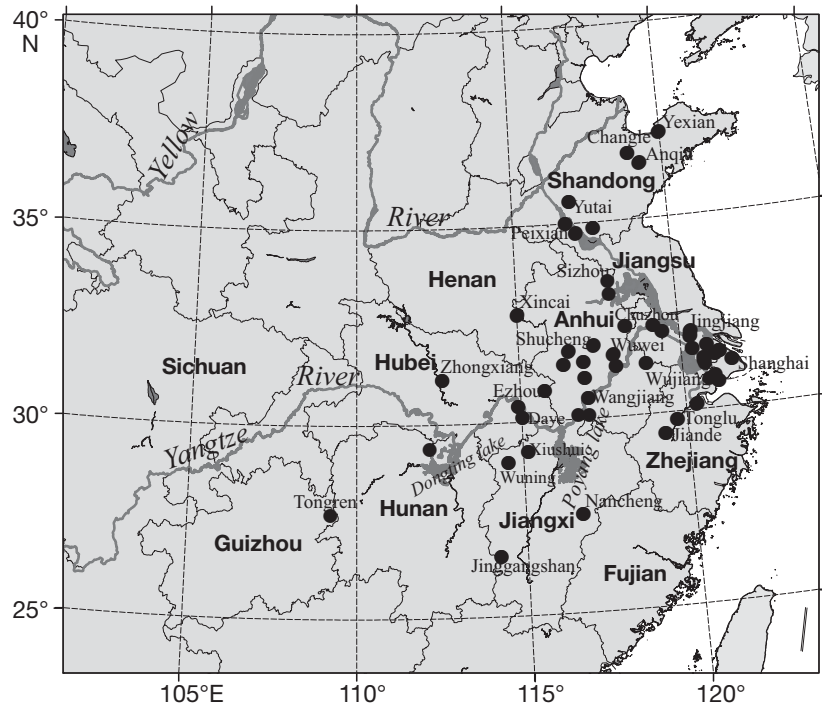 40°
N
Yellow
Yexian
Changle
Anqiu
Shandong
35°
River
Yutai
Peixian
Jiangsu
Henan
Sizhou
Xincai
Anhui
Chuzhou
Jingjiang
Shucheng
Wuwei
Sichuan
Hubei
Zhongxiang
Shanghai
River
Ezhou
Wujiang
Wangjiang
30°
Dave
Tonglu
Jiande
Yangtze
Xiushui
Zhejiang
Dongting lake
Wuning
Poyang lake
Tongren
Hunan
Nancheng
Jiangxi
Guizhou
Jinggangshan
Fujian
25°
105°E
110°
115°
120°